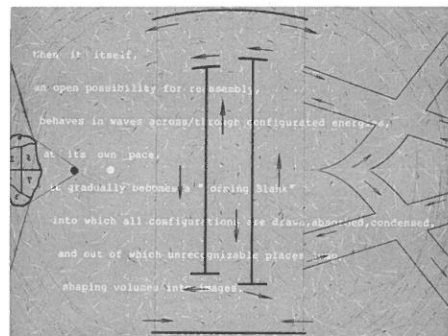 then it itself,
an open possibility for reassembly,
behaves in waves across/through configurated energies,
at its own pace,
it gradually becomes a " Blank"
into which all configurations are drawn,absorbed,condensed,
and out of which unrecognizable places
shaping volumes into images.